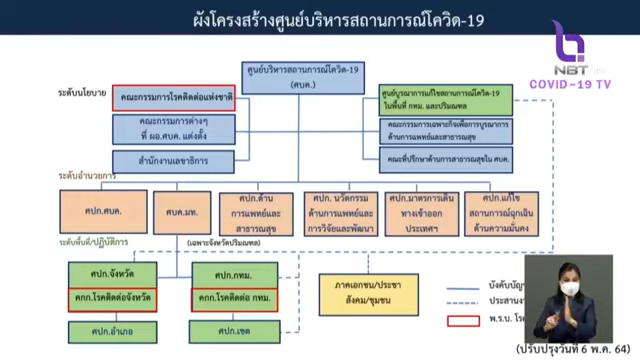 ผังโครงสร้างศูนย์บริหารสถานการณ์โควิด-19
NBT
COVID-19 TV
ศูนย์บริหารสถานการณ์โควิด-19
(ศบค.)
ระดับนโยบาย
คณะกรรมการโรคติดต่อแห่งชาติ
ศูนย์บูรณาการแก้ไขสถานการณ์โควิด-19
ในพื้นที่ กทม. และปริมณฑล
คณะกรรมการต่างๆ
ที่ ผอ.ศบค. แต่งตั้ง
คณะกรรมการเฉพาะกิจเพื่อการบูรณาการ
ด้านการแพทย์และสาธารณสุข
สำนักงานเลขาธิการ
คณะที่ปรึกษาด้านการสาธารณสุขใน ศบค.
ระดับอำนวยการ
ศปก.ศบค.
ศบค.มท.
ศปก.ด้าน
การแพทย์และ
สาธารณสุข
ศปก. นวัตกรรม
ด้านการแพทย์และ
การวิจัยและพัฒนา
ศปก.มาตรการเดิน
ทางเข้าออก
ประเทศฯ
ศปก.แก้ไข
สถานการณ์ฉุกเฉิน
ด้านความมั่นคง
ระดับพื้นที่/ปฏิบัติการ
(เฉพาะจังหวัดปริมณฑล)
ศปก.จังหวัด
ศปก.กทม.
คกก.โรคติดต่อจังหวัด
คกก.โรคติดต่อ กทม.
ศปก.อำเภอ
ศปก.เขต
ภาคเอกชน/ประชา
สังคม/ชุมชน
บังคับบัญ
ประสานง
พ.ร.บ. โร
(ปรับปรุงวันที่ 6 พ.ค. 64)